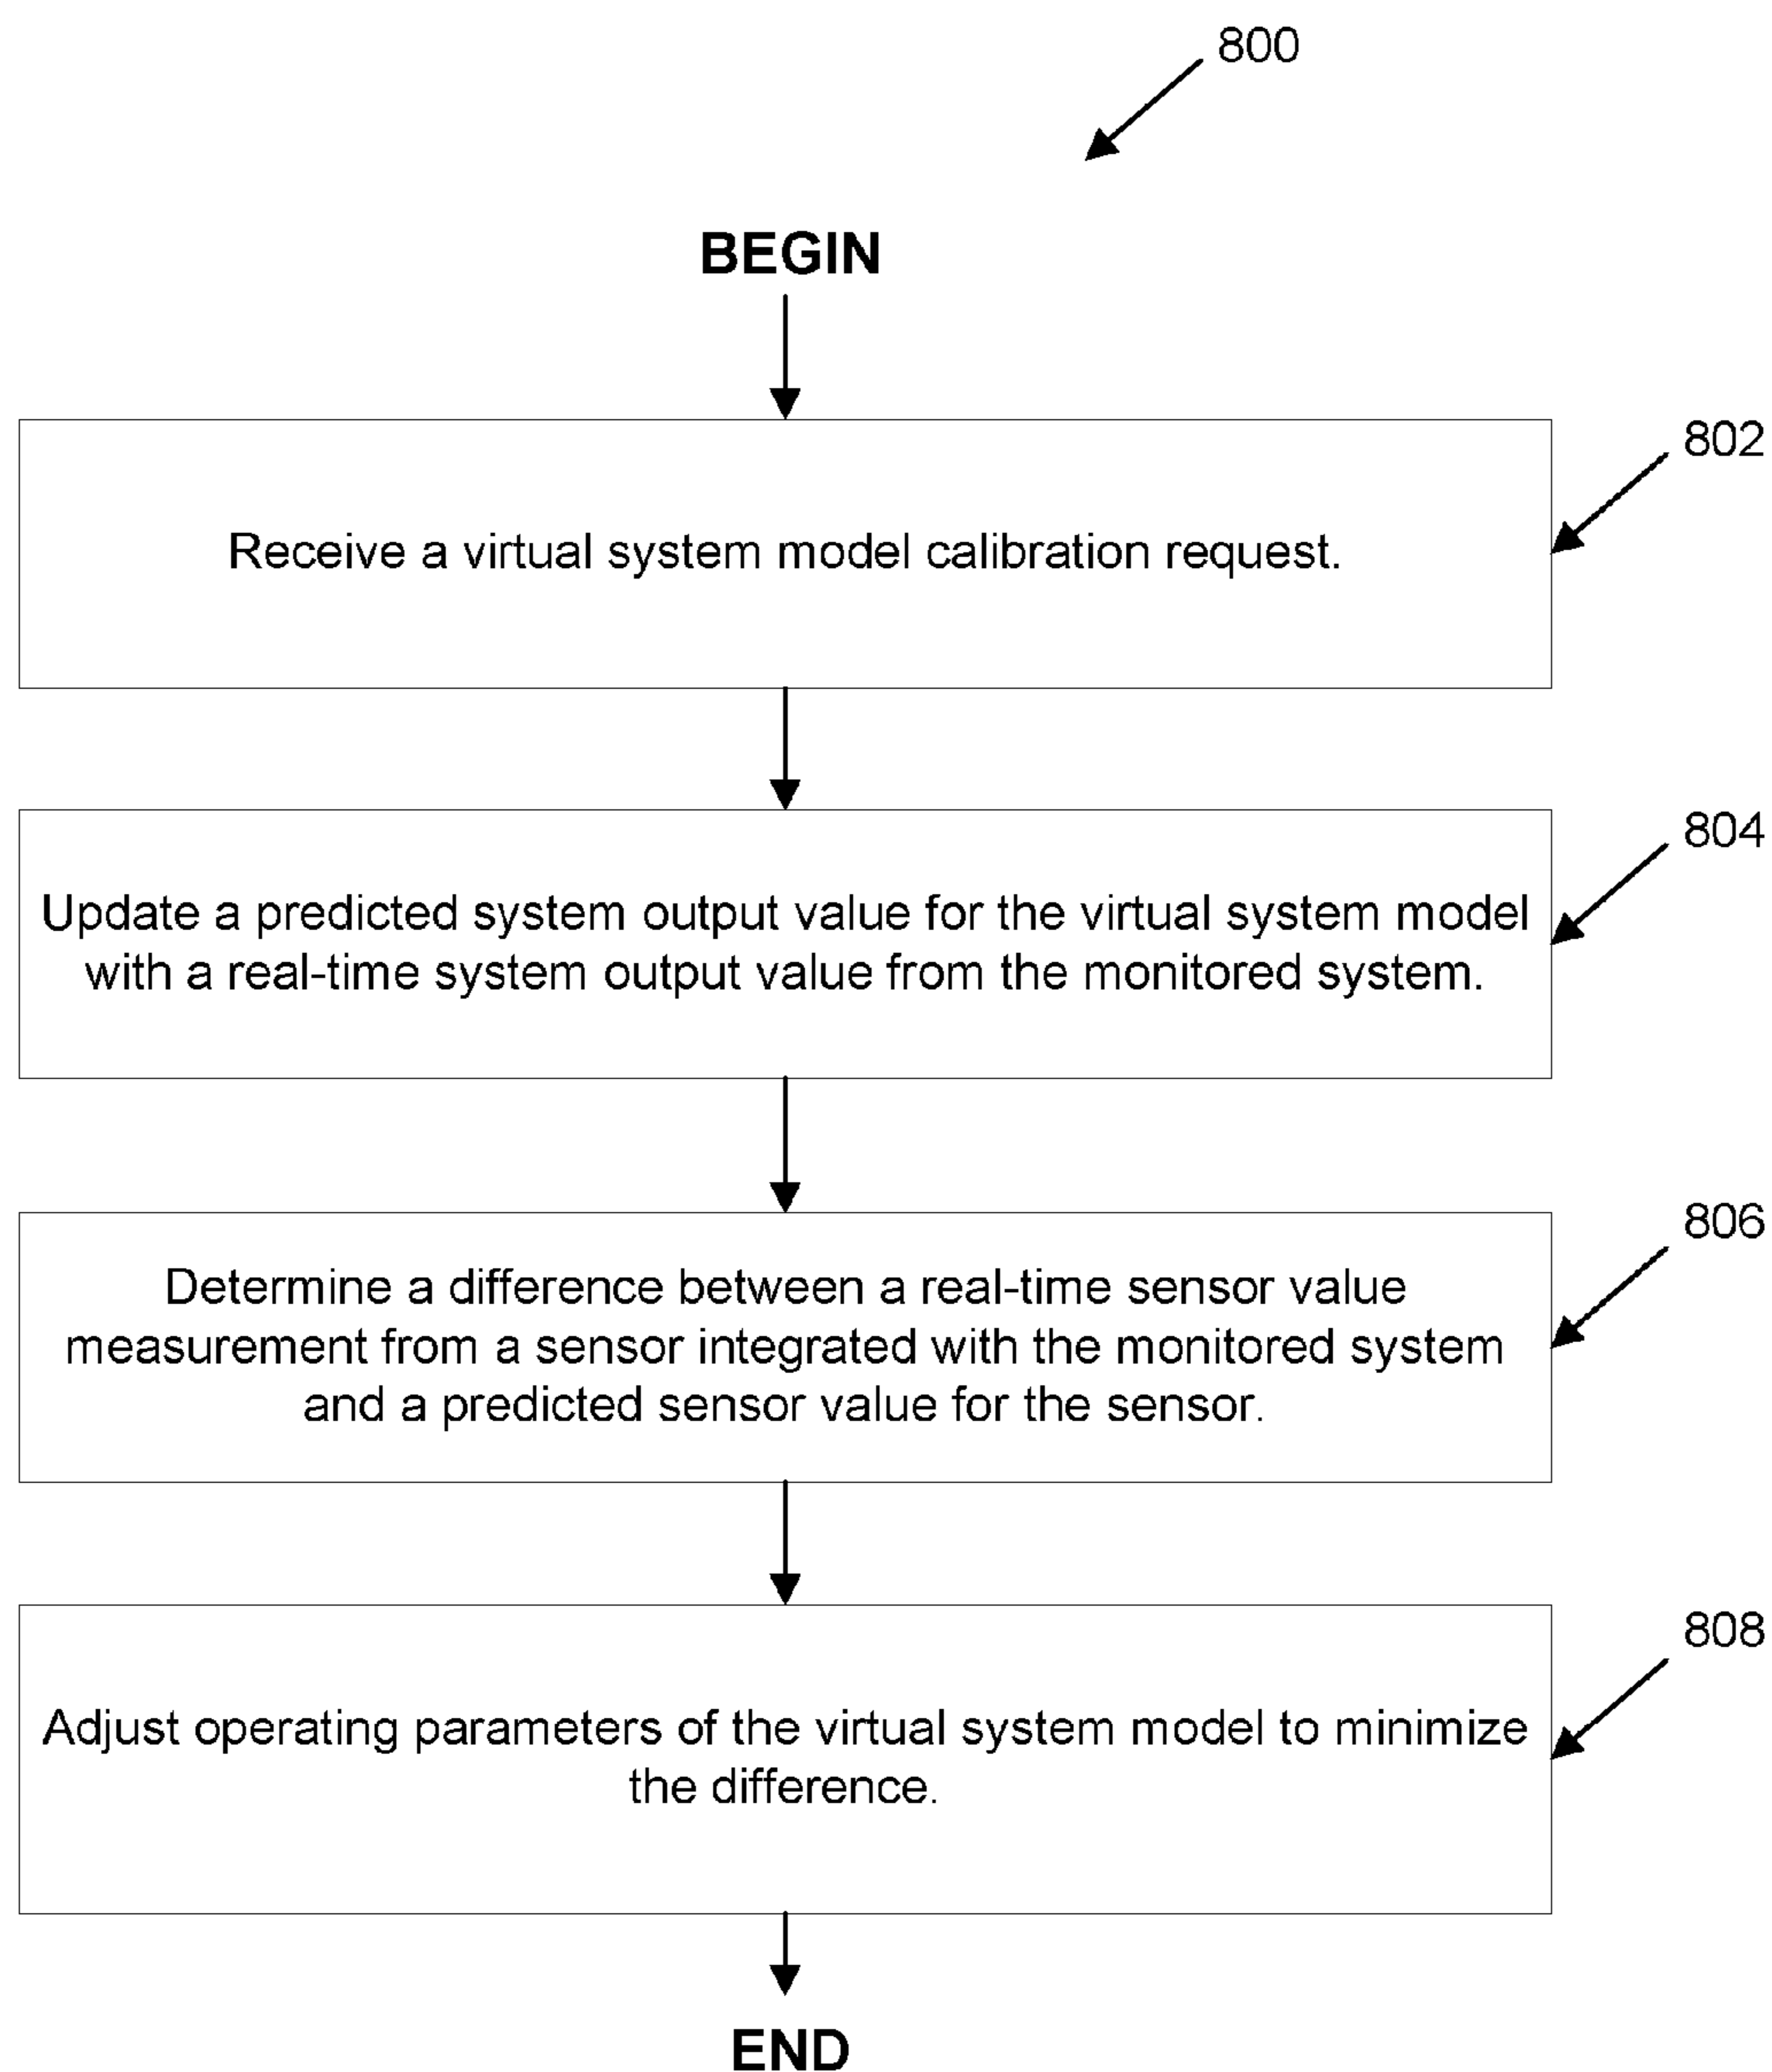 800
BEGIN
802
Receive a virtual system model calibration request.
804
Update a predicted system output value for the virtual system model
with a real-time system output value from the monitored system.
806
Determine a difference between a real-time sensor value
measurement from a sensor integrated with the monitored system
and a predicted sensor value for the sensor.
808
Adjust operating parameters of the virtual system model to minimize
the difference.
END